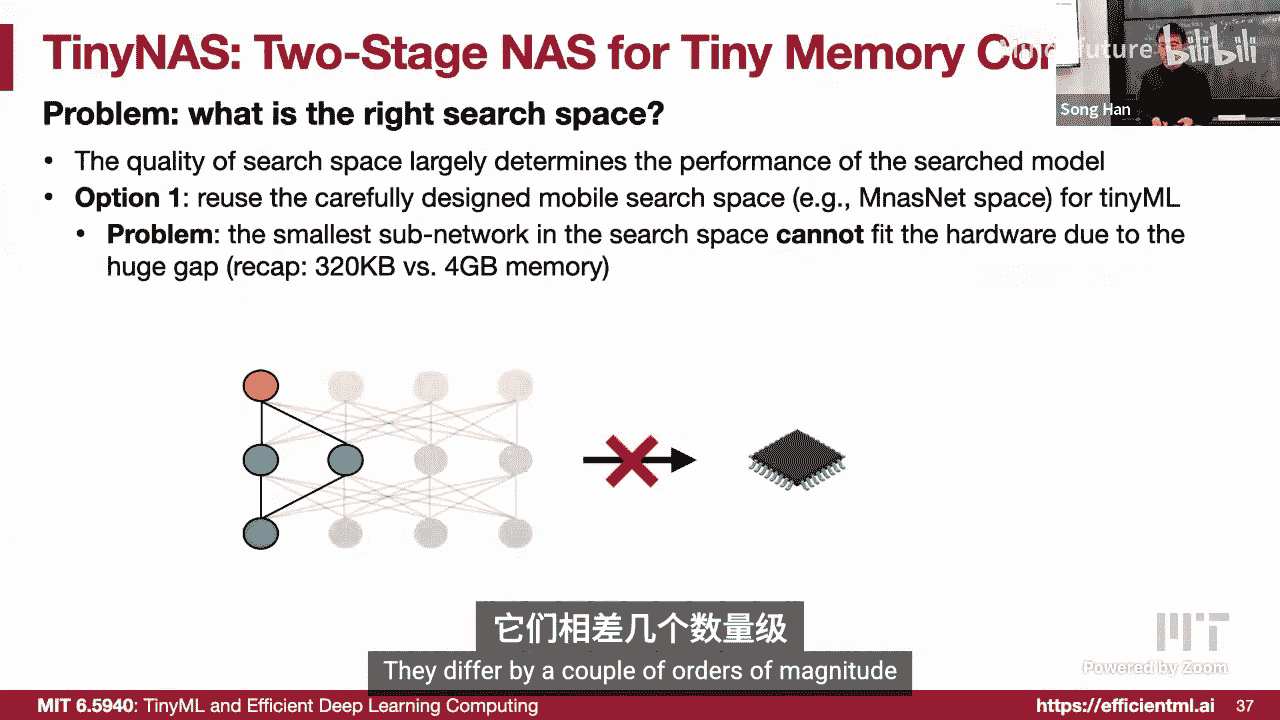 TinyNAS: Two-Stage NAS for Tiny Memory Co
Mind future bilibili
Song Han
Problem: what is the right search space?
• The quality of search space largely determines the performance of the searched model
• Option 1: reuse the carefully designed mobile search space (e.g., MnasNet space) for tinyML
• Problem: the smallest sub-network in the search space cannot fit the hardware due to the
huge gap (recap: 320KB vs. 4GB memory)
它们相差几个数量级
They differ by a couple of orders of magnitude
MIT
Powered by Zoom
MIT 6.5940: TinyML and Efficient Deep Learning Computing
https://efficientml.ai 37